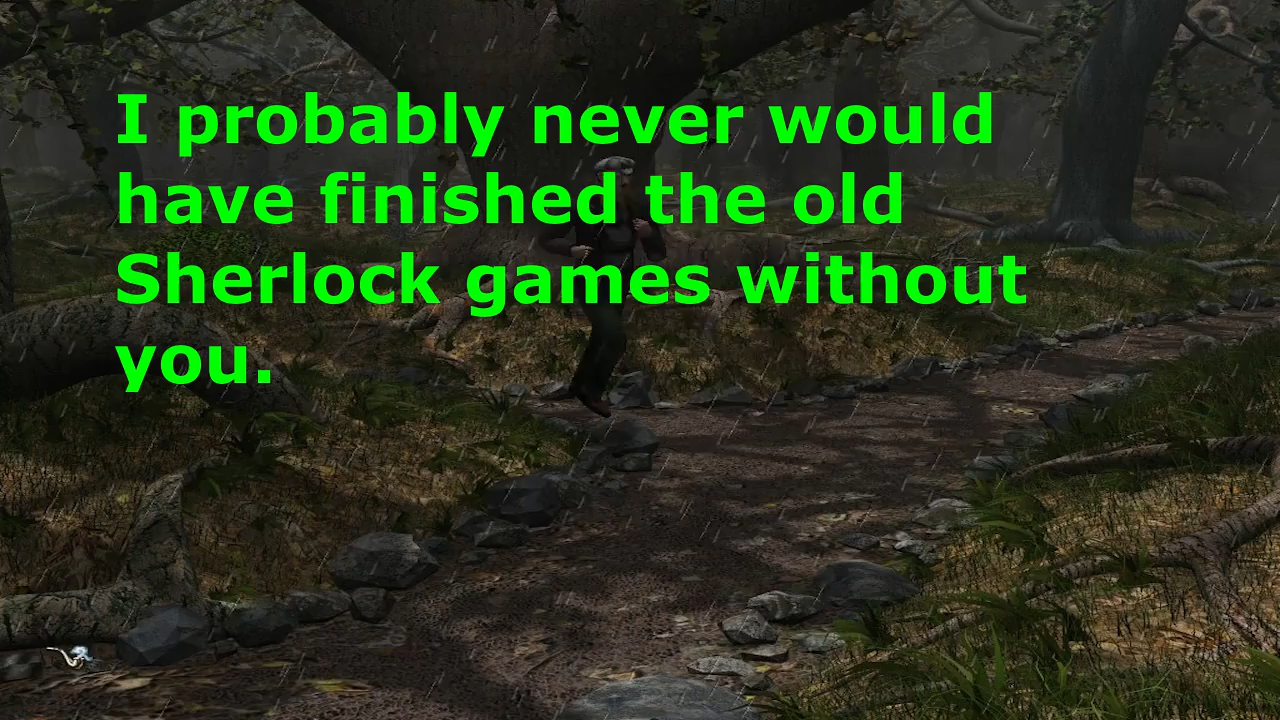 I probably never would
have finished the old
Sherlock games without
you.